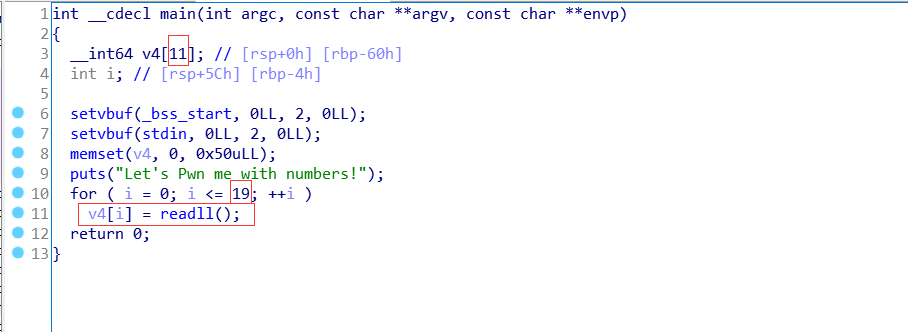 1 int __cdecl main(int argc, const char **argv, const char **envp)
2 {
3   __int64 v4[11]; // [rsp+0h] [rbp-60h]
4   int i; // [rsp+5Ch] [rbp-4h]
5
6   setvbuf(_bss_start, 0LL, 2, 0LL);
7   setvbuf(stdin, 0LL, 2, 0LL);
8   memset(v4, 0, 0x50uLL);
9   puts("Let's Pwn me with numbers!");
10   for ( i = 0; i <= 19; ++i )
11     v4[i] = readll();
12   return 0;
13 }